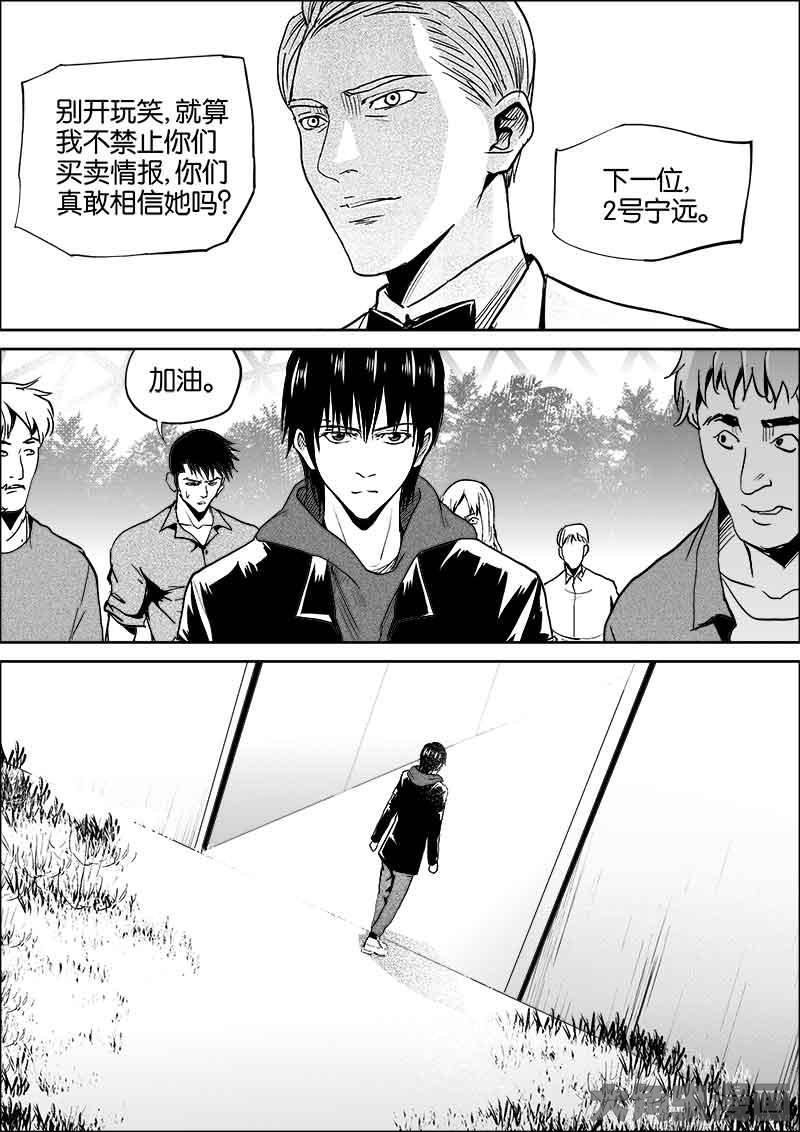 别开玩笑，就算
我不禁止你们
买卖情报，你们
真敢相信她吗？
下一位，
2号宁远。
加油。